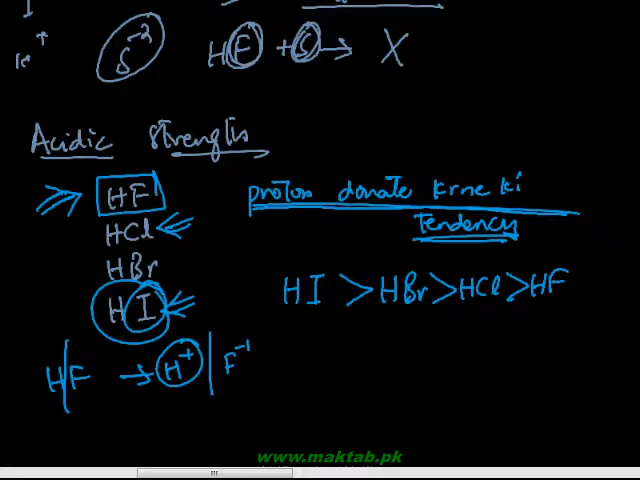 S⁻² HF + S → X
Acidic strengths
HF proton donate krne ki
HCl tendency
HBr
HI HI > HBr > HCl > HF
HF → H⁺ F⁻¹
www.maktab.pk